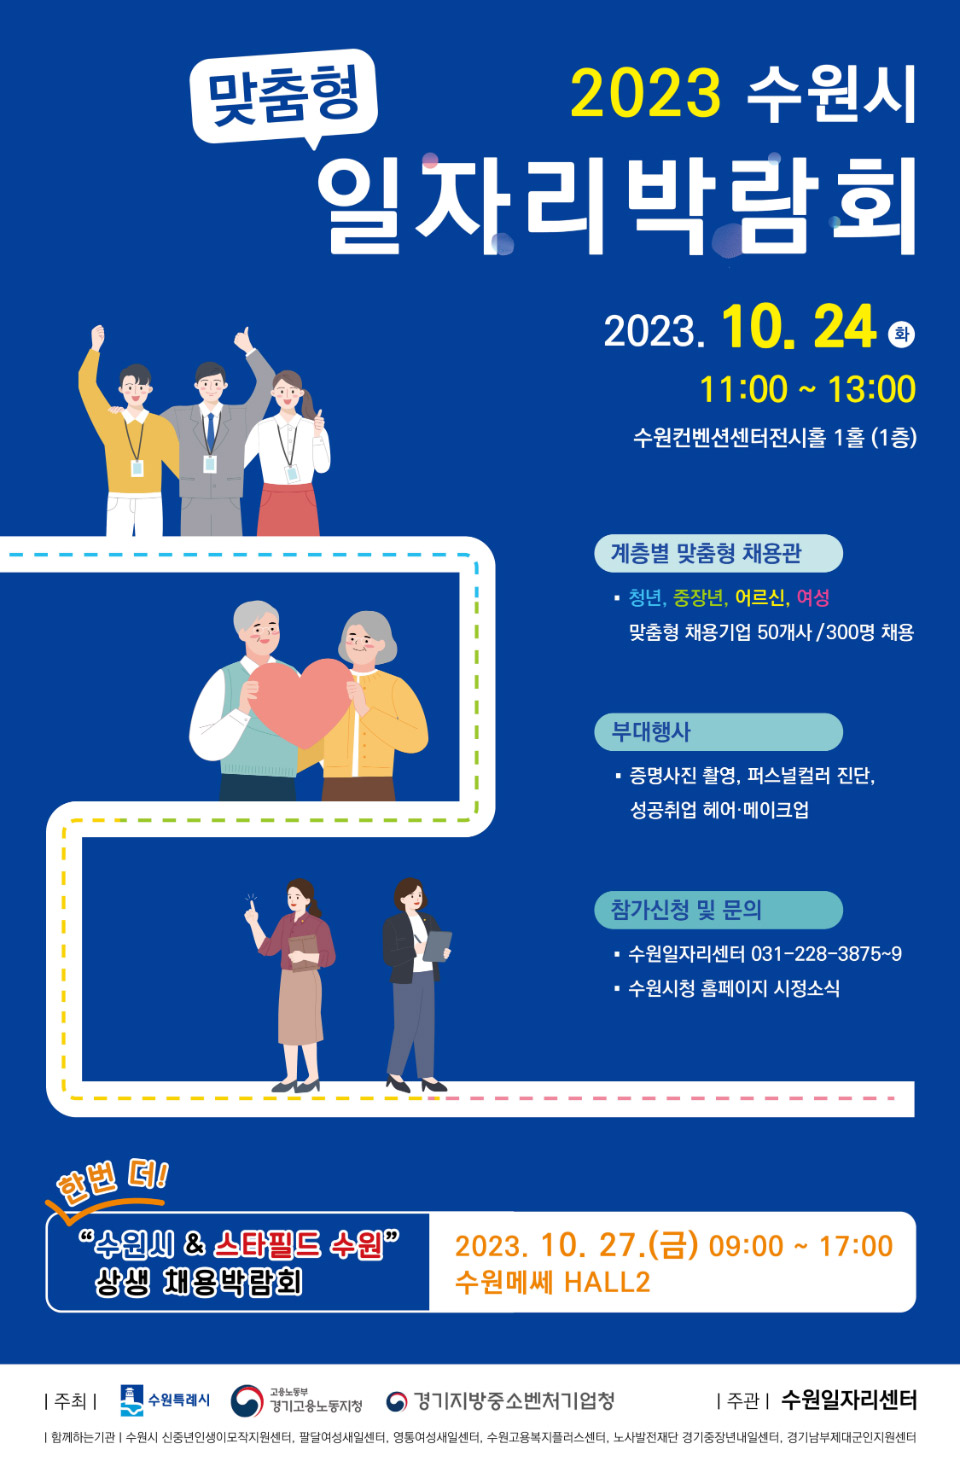 맞춤형
2023 수원시
일자리박람회
2023. 10. 24 화
11:00 ~ 13:00
수원컨벤션센터전시홀 1홀 (1층)
계층별 맞춤형 채용관
▪ 청년, 중장년, 어르신, 여성
맞춤형 채용기업 50개사 / 300명 채용
부대행사
▪ 증명사진 촬영, 퍼스널컬러 진단,
성공취업 헤어·메이크업
참가신청 및 문의
▪ 수원일자리센터 031-228-3875~9
▪ 수원시청 홈페이지 시정소식
한번 더!
"수원시 & 스타필드 수원"
상생 채용박람회
2023. 10. 27.(금) 09:00 ~ 17:00
수원메쎄 HALL2
| 주최 | 수원특례시 고용노동부 경기고용노동지청 경기지방중소벤처기업청 | 주관 | 수원일자리센터
| 함께하는기관 | 수원시 신중년인생이모작지원센터, 팔달여성새일센터, 영통여성새일센터, 수원고용복지플러스센터, 노사발전재단 경기중장년내일센터, 경기남부제대군인지원센터